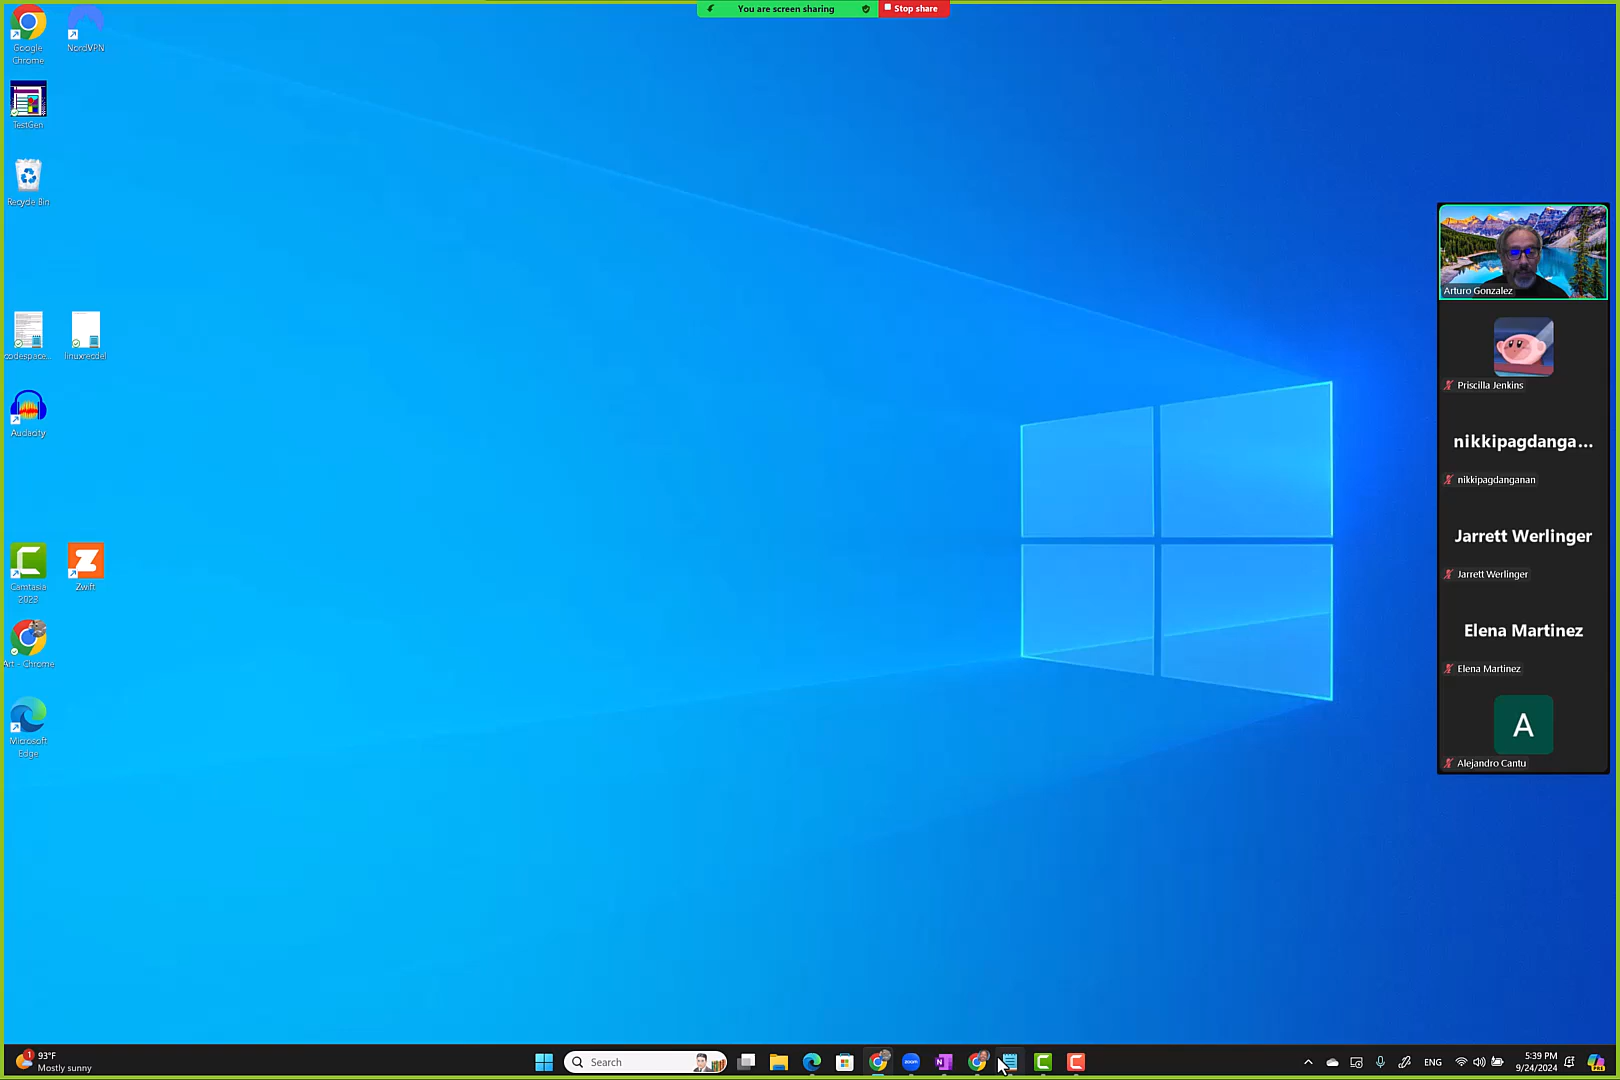 You are screen sharing
Stop share
Google
Chrome
NordVPN
TestGen
Recycle Bin
codespace...
linuxrecdel
Audacity
Camtasia
2023
Zwift
Art - Chrome
Microsoft
Edge
Arturo Gonzalez
Priscilla Jenkins
nikkipagdanga...
nikkipagdanganan
Jarrett Werlinger
Jarrett Werlinger
Elena Martinez
Elena Martinez
A
Alejandro Cantu
1
93°F
Mostly sunny
Search
zoom
ENG
5:39 PM
9/24/2024